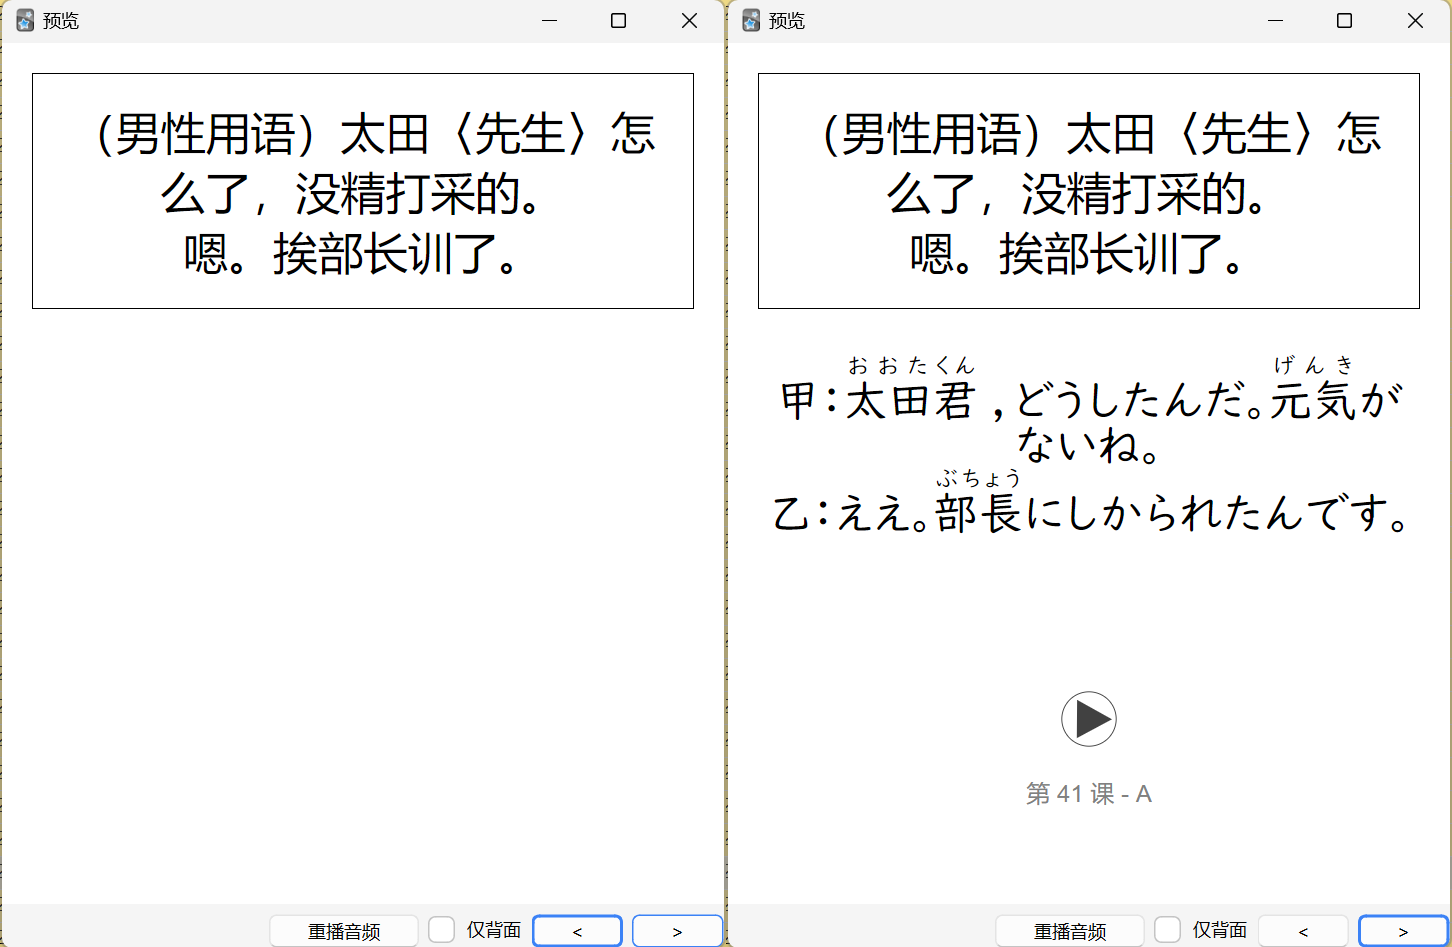 预览
（男性用语）太田〈先生〉怎
么了，没精打采的。
嗯。挨部长训了。
重播音频
仅背面
<
>
预览
（男性用语）太田〈先生〉怎
么了，没精打采的。
嗯。挨部长训了。
おおたくん げんき
甲：太田君，どうしたんだ。元気が
ないね。
ぶちょう
乙：ええ。部長にしかられたんです。
第 41 课 - A
重播音频
仅背面
<
>